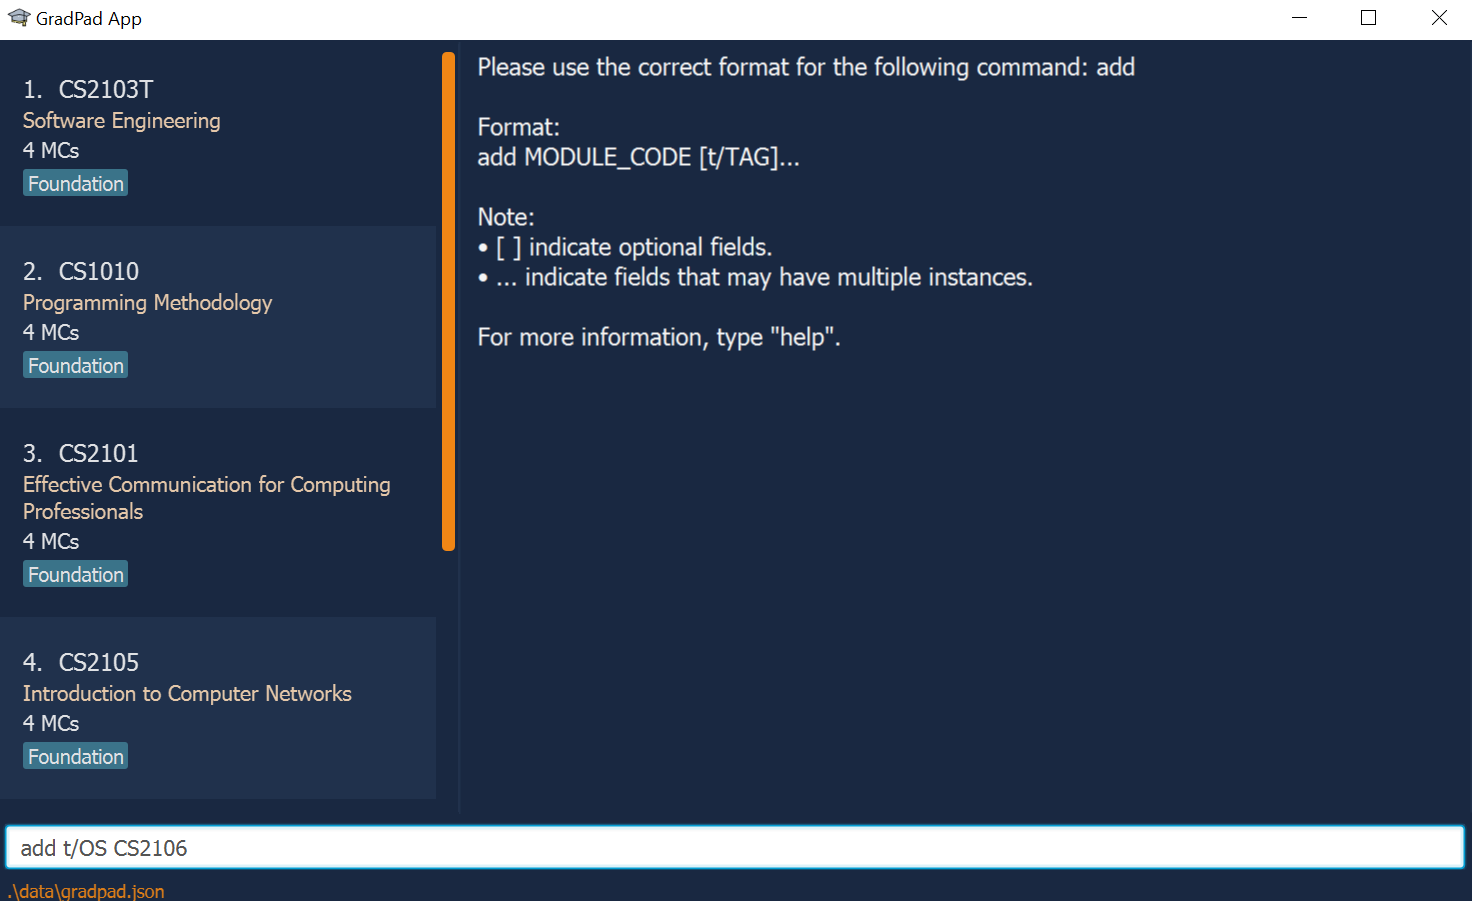 GradPad App
1. CS2103T
Software Engineering
4 MCs
Foundation
2. CS1010
Programming Methodology
4 MCs
Foundation
3. CS2101
Effective Communication for Computing
Professionals
4 MCs
Foundation
4. CS2105
Introduction to Computer Networks
4 MCs
Foundation
Please use the correct format for the following command: add
Format:
add MODULE_CODE [t/TAG]...
Note:
• [ ] indicate optional fields.
• ... indicate fields that may have multiple instances.
For more information, type "help".
add t/OS CS2106
.\data\gradpad.json